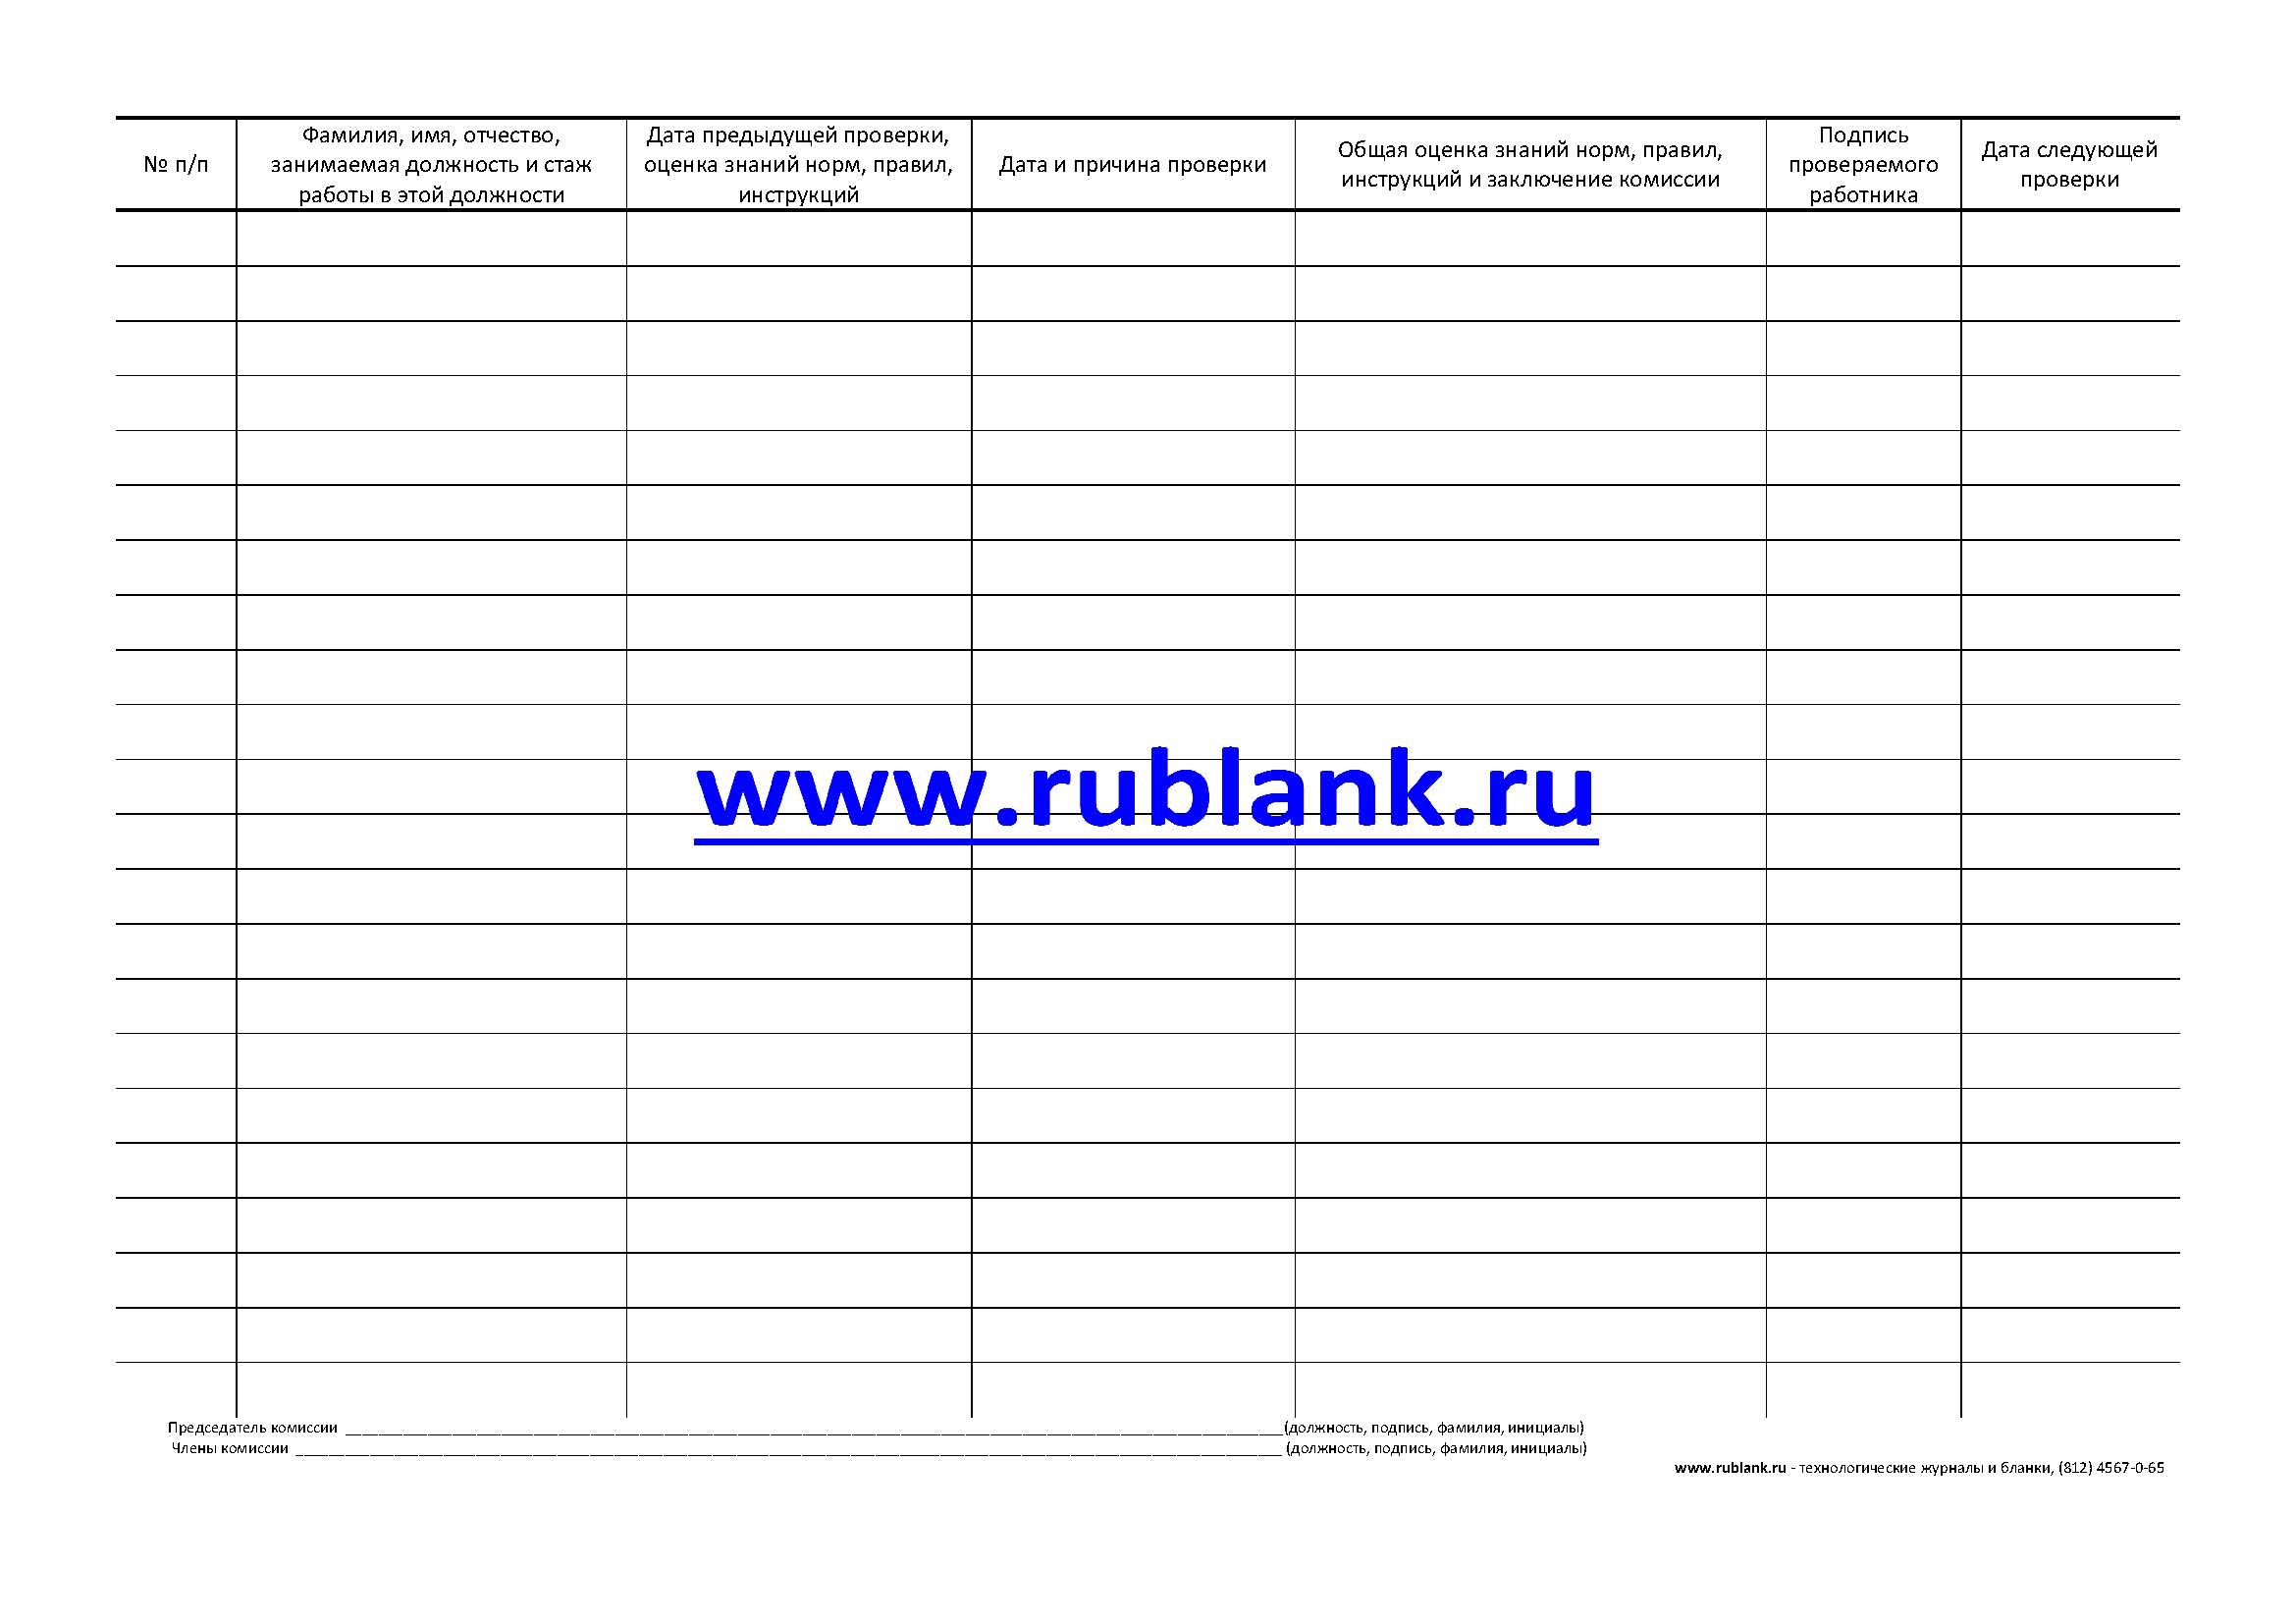 № п/п
Фамилия, имя, отчество,
занимаемая должность и стаж
работы в этой должности
Дата предыдущей проверки,
оценка знаний норм, правил,
инструкций
Дата и причина проверки
Общая оценка знаний норм, правил,
инструкций и заключение комиссии
Подпись
проверяемого
работника
Дата следующей
проверки
www.rublank.ru
Председатель комиссии (должность, подпись, фамилия, инициалы)
Члены комиссии (должность, подпись, фамилия, инициалы)
www.rublank.ru - технологические журналы и бланки, (812) 4567-0-65